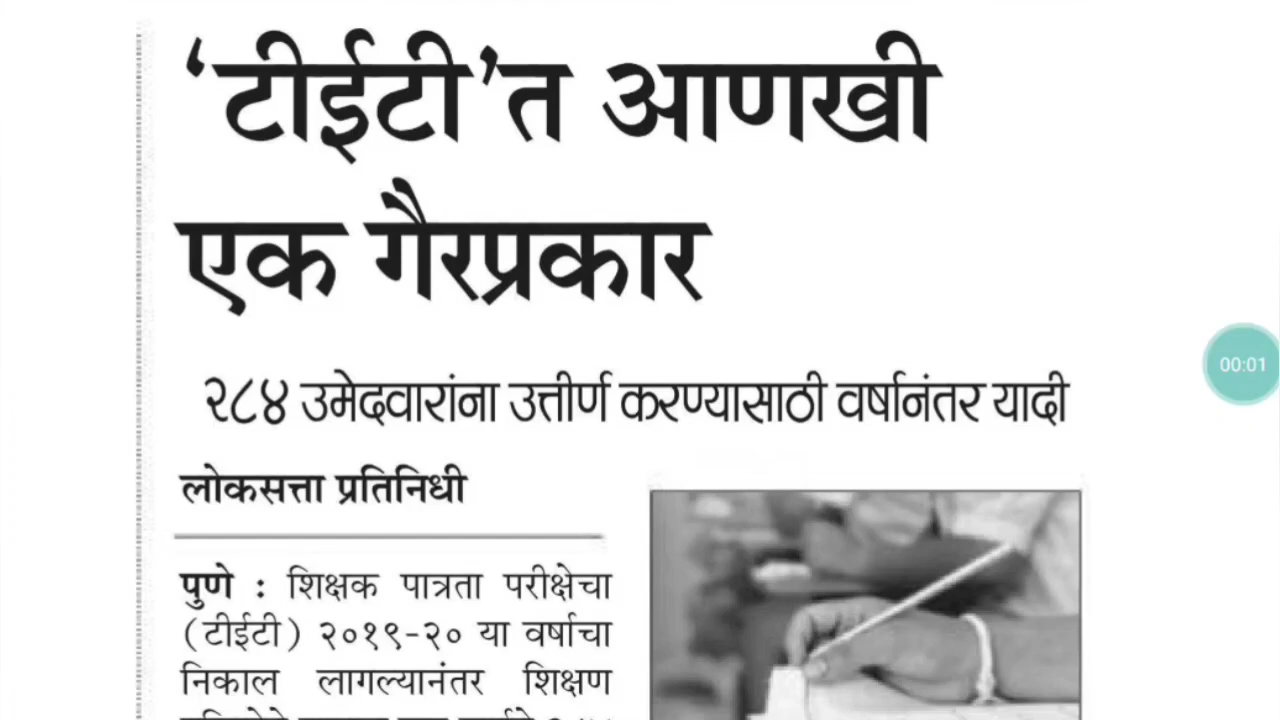 ‘टीईटी’त आणखी
एक गैरप्रकार
२८४ उमेदवारांना उत्तीर्ण करण्यासाठी वर्षानंतर यादी
लोकसत्ता प्रतिनिधी
पुणे : शिक्षक पात्रता परीक्षेचा
(टीईटी) २०१९-२० या वर्षाचा
निकाल लागल्यानंतर शिक्षण
00:01